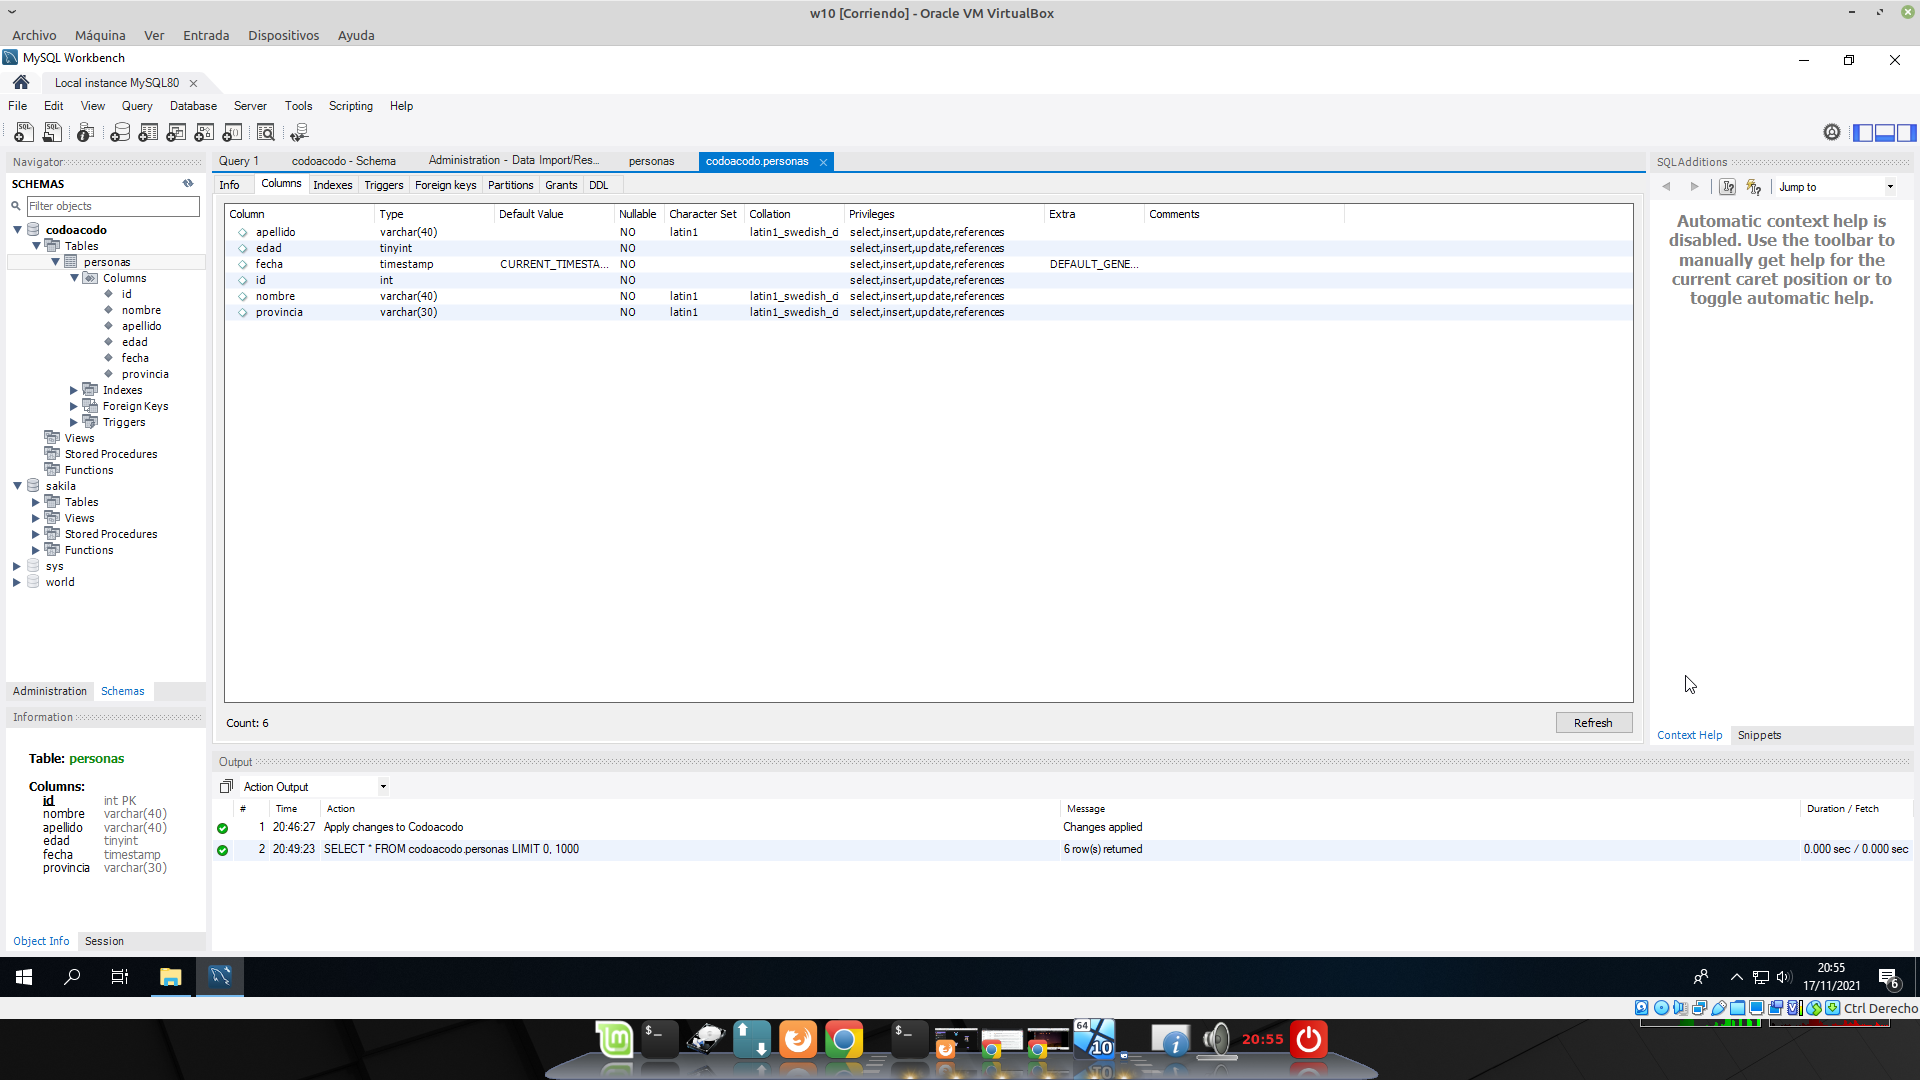 w10 [Corriendo] - Oracle VM VirtualBox
Archivo Máquina Ver Entrada Dispositivos Ayuda
MySQL Workbench
Local instance MySQL80
File Edit View Query Database Server Tools Scripting Help
Navigator
SCHEMAS
Filter objects
codoacodo
Tables
personas
Columns
id
nombre
apellido
edad
fecha
provincia
Indexes
Foreign Keys
Triggers
Views
Stored Procedures
Functions
sakila
Tables
Views
Stored Procedures
Functions
sys
world
Administration Schemas
Information
Table: personas
Columns:
id int PK
nombre varchar(40)
apellido varchar(40)
edad tinyint
fecha timestamp
provincia varchar(30)
Object Info Session
Query 1 codoacodo - Schema Administration - Data Import/Res... personas codoacodo.personas
Info Columns Indexes Triggers Foreign keys Partitions Grants DDL
Column Type Default Value Nullable Character Set Collation Privileges Extra Comments
apellido varchar(40) NO latin1 latin1_swedish_ci select,insert,update,references
edad tinyint NO select,insert,update,references
fecha timestamp CURRENT_TIMESTA... NO select,insert,update,references DEFAULT_GENE...
id int NO select,insert,update,references
nombre varchar(40) NO latin1 latin1_swedish_ci select,insert,update,references
provincia varchar(30) NO latin1 latin1_swedish_ci select,insert,update,references
Count: 6
Refresh
SQLAdditions
Jump to
Automatic context help is
disabled. Use the toolbar to
manually get help for the
current caret position or to
toggle automatic help.
Context Help Snippets
Output
Action Output
# Time Action Message Duration / Fetch
1 20:46:27 Apply changes to Codoacodo Changes applied
2 20:49:23 SELECT * FROM codoacodo.personas LIMIT 0, 1000 6 row(s) returned 0.000 sec / 0.000 sec
20:55
17/11/2021
6
Ctrl Derecho
64
10
20:55